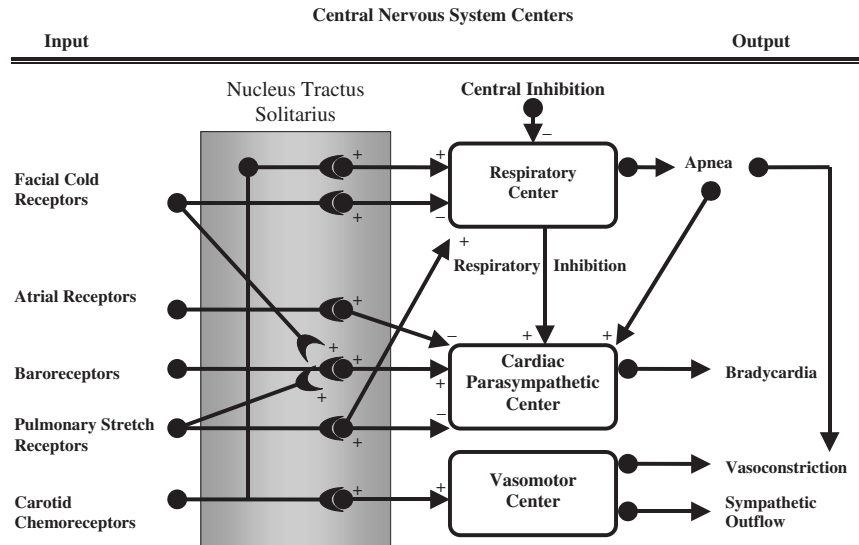 Central Nervous System Centers
Input
Output
Nucleus Tractus
Solitarius
Central Inhibition
−
+
+
Respiratory
Center
Apnea
Facial Cold
Receptors
−
+
+
Respiratory Inhibition
Atrial Receptors
+
−
+
+
+
Cardiac
Parasympathetic
Center
Baroreceptors
+
+
+
Bradycardia
Pulmonary Stretch
Receptors
−
+
Vasomotor
Center
Vasoconstriction
Carotid
Chemoreceptors
+
+
Sympathetic
Outflow